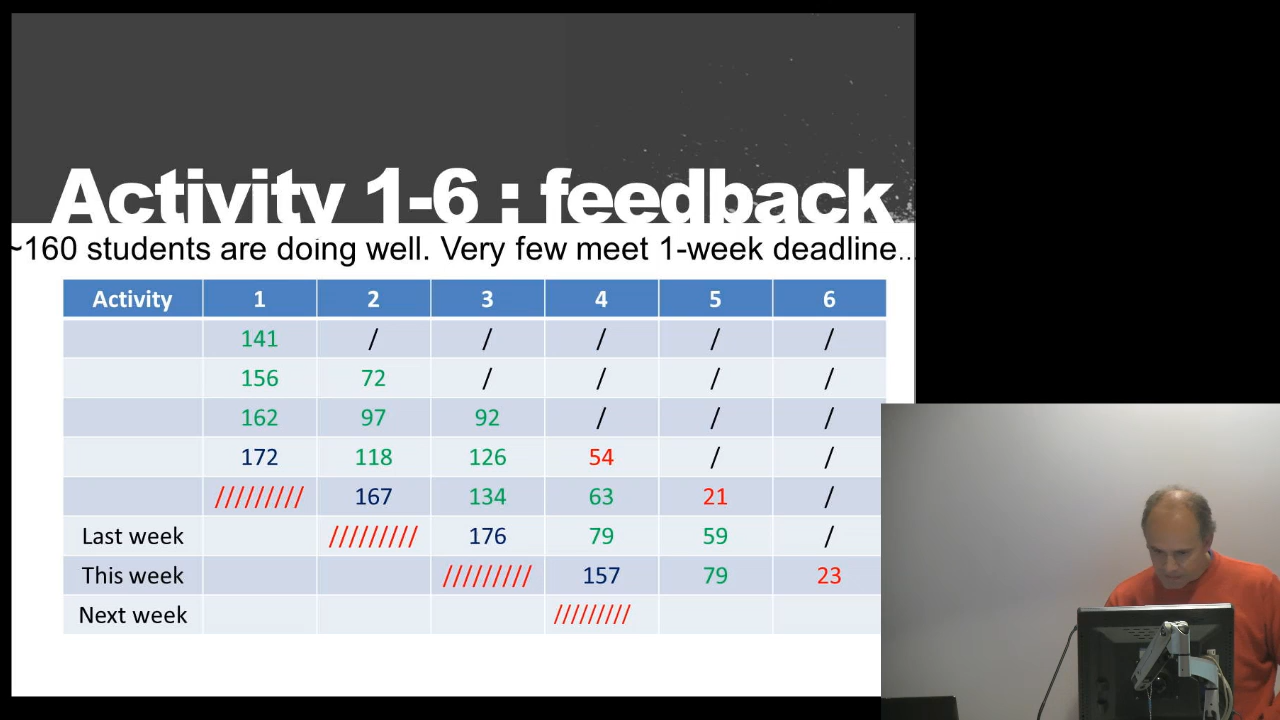 Activity 1-6 : feedback
~160 students are doing well. Very few meet 1-week deadline...
Activity 1 2 3 4 5 6
141 / / / / /
156 72 / / / /
162 97 92 / / /
172 118 126 54 / /
///////// 167 134 63 21 /
Last week ///////// 176 79 59 /
This week ///////// 157 79 23
Next week /////////